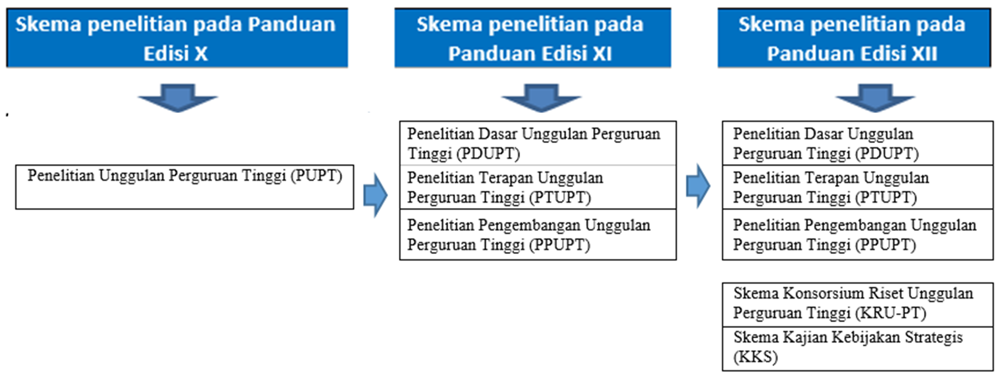 Skema penelitian pada Panduan
Edisi X
Skema penelitian pada
Panduan Edisi XI
Skema penelitian pada
Panduan Edisi XII
Penelitian Unggulan Perguruan Tinggi (PUPT)
Penelitian Dasar Unggulan Perguruan
Tinggi (PDUPT)
Penelitian Terapan Unggulan
Perguruan Tinggi (PTUPT)
Penelitian Pengembangan Unggulan
Perguruan Tinggi (PPUPT)
Penelitian Dasar Unggulan
Perguruan Tinggi (PDUPT)
Penelitian Terapan Unggulan
Perguruan Tinggi (PTUPT)
Penelitian Pengembangan Unggulan
Perguruan Tinggi (PPUPT)
Skema Konsorsium Riset Unggulan
Perguruan Tinggi (KRU-PT)
Skema Kajian Kebijakan Strategis
(KKS)